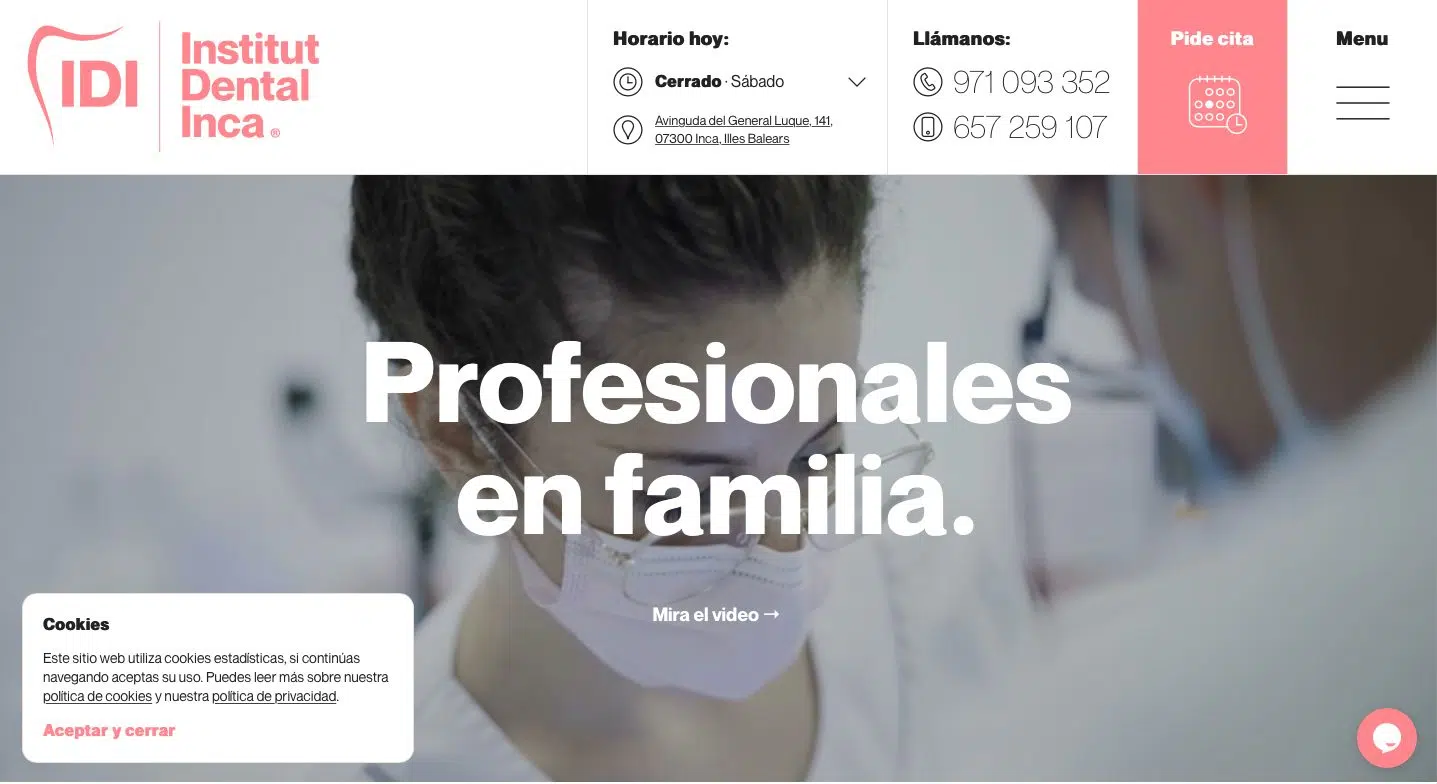 IDI
Institut
Dental
Inca ®
Horario hoy:
Cerrado · Sábado
Avinguda del General Luque, 141,
07300 Inca, Illes Balears
Llámanos:
971 093 352
657 259 107
Pide cita
Menu
Profesionales
en familia.
Mira el video →
Cookies
Este sitio web utiliza cookies estadísticas, si continúas
navegando aceptas su uso. Puedes leer más sobre nuestra
política de cookies y nuestra política de privacidad.
Aceptar y cerrar